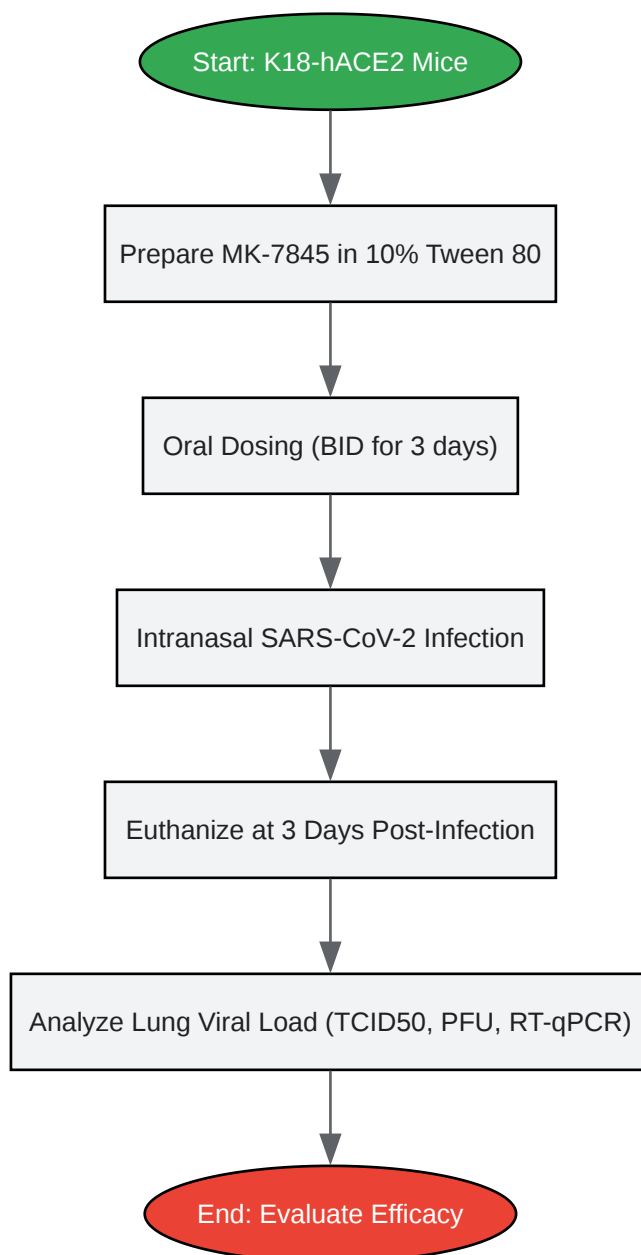 Start: K18-hACE2 Mice
Prepare MK-7845 in 10% Tween 80
Oral Dosing (BID for 3 days)
Intranasal SARS-CoV-2 Infection
Euthanize at 3 Days Post-Infection
Analyze Lung Viral Load (TCID50, PFU, RT-qPCR)
End: Evaluate Efficacy